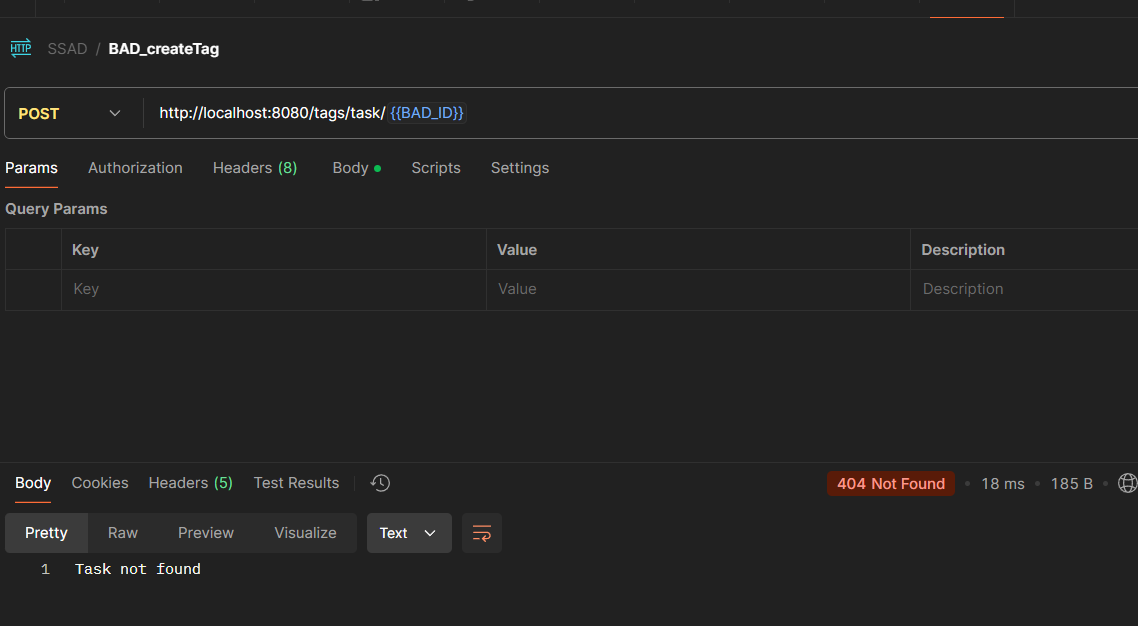 HTTP SSAD / BAD_createTag
POST http://localhost:8080/tags/task/ {{BAD_ID}}
Params Authorization Headers (8) Body Scripts Settings
Query Params
Key Value Description
Key Value Description
Body Cookies Headers (5) Test Results 404 Not Found 18 ms 185 B
Pretty Raw Preview Visualize Text
1 Task not found